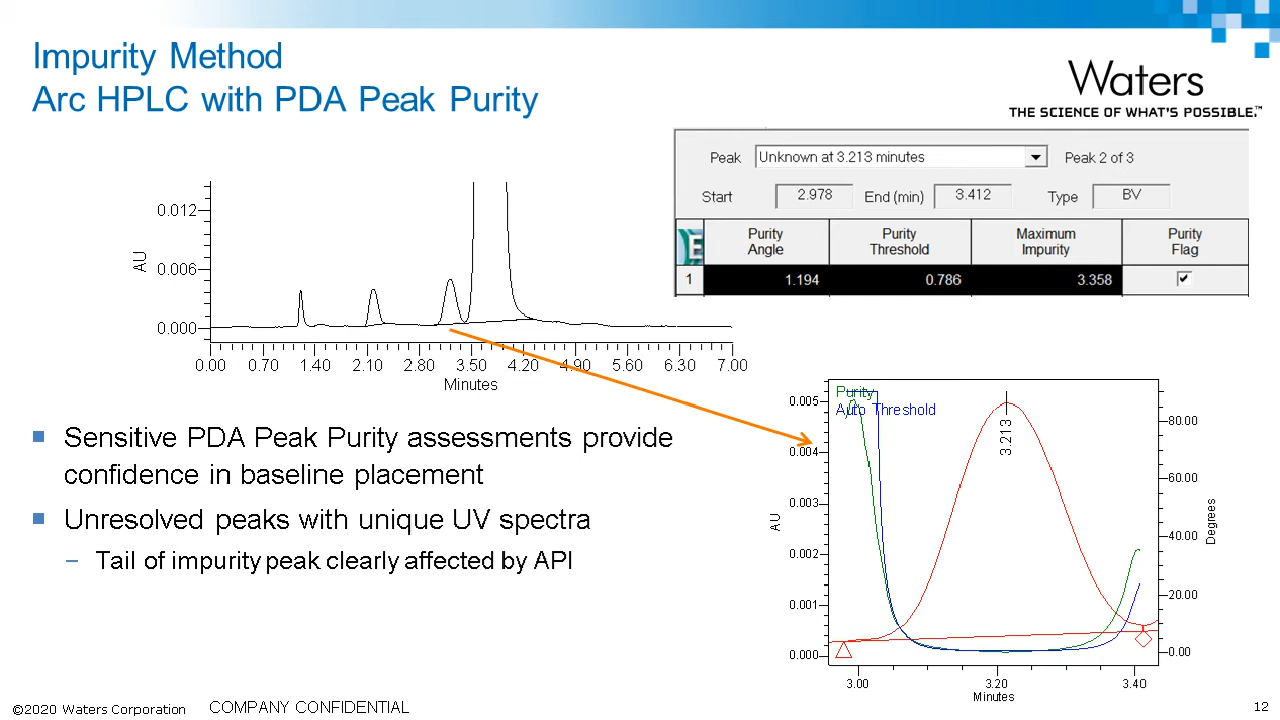 Impurity Method
Arc HPLC with PDA Peak Purity
Waters
THE SCIENCE OF WHAT'S POSSIBLE.™
Peak Unknown at 3.213 minutes Peak 2 of 3
Start 2.978 End (min) 3.412 Type BV
Purity Angle Purity Threshold Maximum Impurity Purity Flag
1 1.194 0.786 3.358
0.012
0.006
0.000
AU
0.00 0.70 1.40 2.10 2.80 3.50 4.20 4.90 5.60 6.30 7.00
Minutes
Sensitive PDA Peak Purity assessments provide
confidence in baseline placement
Unresolved peaks with unique UV spectra
– Tail of impurity peak clearly affected by API
Purity
Auto Threshold
3.213
0.005
0.004
0.003
0.002
0.001
0.000
AU
80.00
60.00
40.00
20.00
0.00
Degrees
3.00 3.20 3.40
Minutes
©2020 Waters Corporation COMPANY CONFIDENTIAL 12